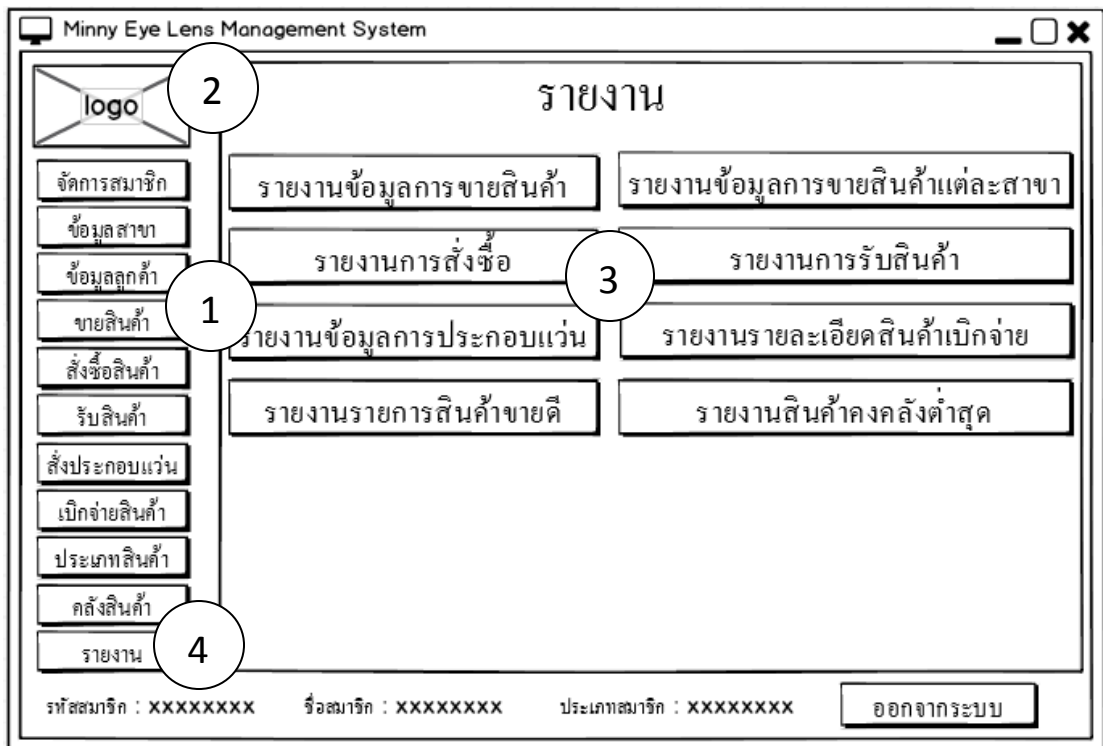 Minny Eye Lens Management System
logo
2
รายงาน
จัดการสมาชิก
ข้อมูลสาขา
ข้อมูลลูกค้า
1
ขายสินค้า
สั่งซื้อสินค้า
รับสินค้า
สั่งประกอบแว่น
เบิกจ่ายสินค้า
ประเภทสินค้า
คลังสินค้า
รายงาน
4
รายงานข้อมูลการขายสินค้า
รายงานข้อมูลการขายสินค้าแต่ละสาขา
รายงานการสั่งซื้อ
3
รายงานการรับสินค้า
รายงานข้อมูลการประกอบแว่น
รายงานรายละเอียดสินค้าเบิกจ่าย
รายงานรายการสินค้าขายดี
รายงานสินค้าคงคลังต่ำสุด
รหัสสมาชิก : xxxxxxxx ชื่อสมาชิก : xxxxxxxx ประเภทสมาชิก : xxxxxxxx ออกจากระบบ